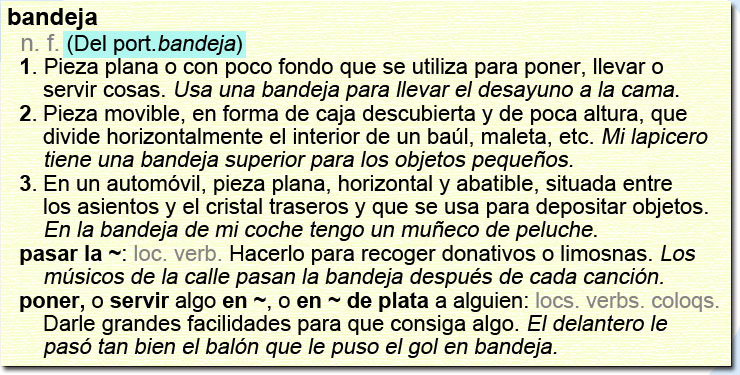 bandeja
n. f. (Del port.bandeja)
1. Pieza plana o con poco fondo que se utiliza para poner, llevar o
servir cosas. Usa una bandeja para llevar el desayuno a la cama.
2. Pieza movible, en forma de caja descubierta y de poca altura, que
divide horizontalmente el interior de un baúl, maleta, etc. Mi lapicero
tiene una bandeja superior para los objetos pequeños.
3. En un automóvil, pieza plana, horizontal y abatible, situada entre
los asientos y el cristal traseros y que se usa para depositar objetos.
En la bandeja de mi coche tengo un muñeco de peluche.
pasar la ~: loc. verb. Hacerlo para recoger donativos o limosnas. Los
músicos de la calle pasan la bandeja después de cada canción.
poner, o servir algo en ~, o en ~ de plata a alguien: locs. verbs. coloqs.
Darle grandes facilidades para que consiga algo. El delantero le
pasó tan bien el balón que le puso el gol en bandeja.